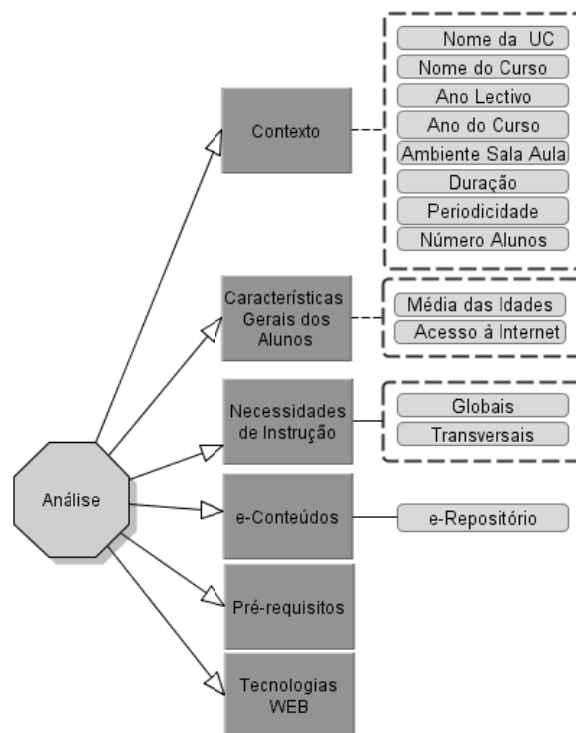 Análise
Contexto
Nome da UC
Nome do Curso
Ano Lectivo
Ano do Curso
Ambiente Sala Aula
Duração
Periodicidade
Número Alunos
Características
Gerais dos
Alunos
Média das Idades
Acesso à Internet
Necessidades
de Instrução
Globais
Transversais
e-Conteúdos
e-Repositório
Pré-requisitos
Tecnologias
WEB